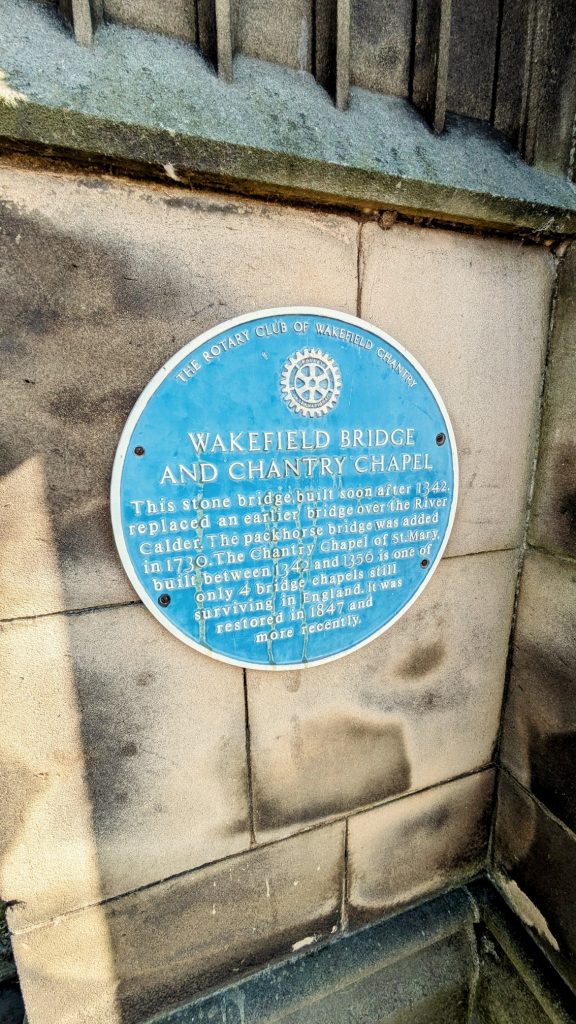 THE ROTARY CLUB OF WAKEFIELD CHANTRY
WAKEFIELD BRIDGE
AND CHANTRY CHAPEL
This stone bridge, built soon after 1342,
replaced an earlier bridge over the River
Calder. The packhorse bridge was added
in 1730. The Chantry Chapel of St. Mary,
built between 1342 and 1356 is one of
only 4 bridge chapels still
surviving in England. It was
restored in 1847 and
more recently.